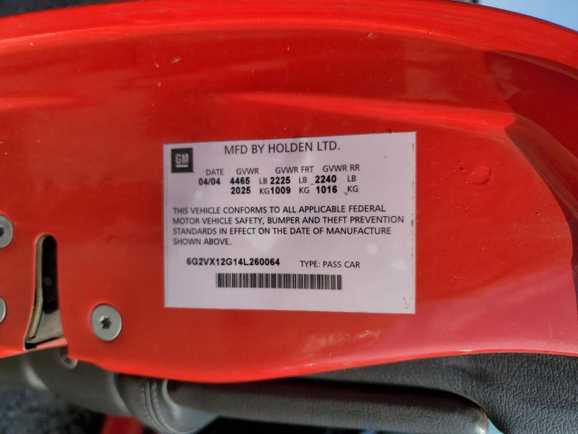 GM
MFD BY HOLDEN LTD.
DATE GVWR GVWR FRT GVWR RR
04/04 4465 LB 2225 LB 2240 LB
2025 KG 1009 KG 1016 KG
THIS VEHICLE CONFORMS TO ALL APPLICABLE FEDERAL
MOTOR VEHICLE SAFETY, BUMPER AND THEFT PREVENTION
STANDARDS IN EFFECT ON THE DATE OF MANUFACTURE
SHOWN ABOVE.
6G2VX12G14L260064 TYPE: PASS CAR